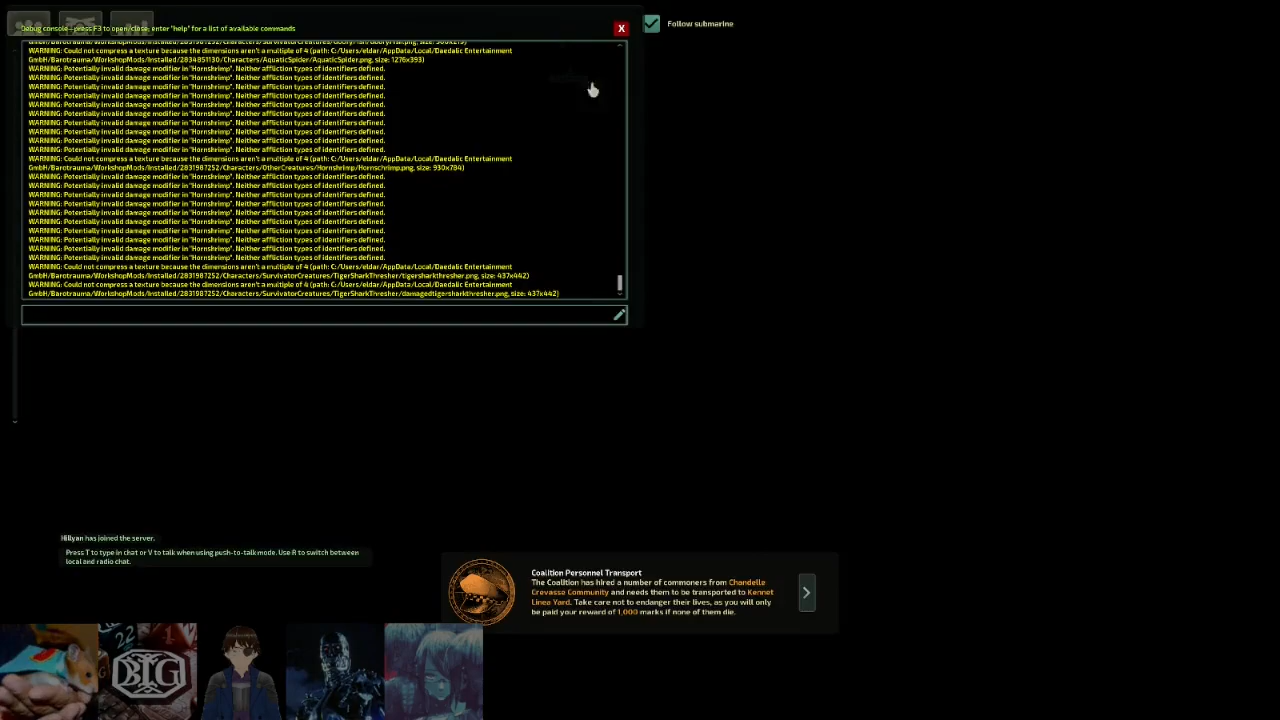 Debug console - press F3 to open/close, enter "help" for a list of available commands
X
Follow submarine
WARNING: Could not compress a texture because the dimensions aren't a multiple of 4 (path: C:/Users/eldar/AppData/Local/Daedalic Entertainment
GmbH/Barotrauma/WorkshopMods/Installed/2834851130/Characters/AquaticSpider/AquaticSpider.png, size: 1276x393)
WARNING: Potentially invalid damage modifier in "Hornshrimp". Neither affliction types of identifiers defined.
WARNING: Potentially invalid damage modifier in "Hornshrimp". Neither affliction types of identifiers defined.
WARNING: Potentially invalid damage modifier in "Hornshrimp". Neither affliction types of identifiers defined.
WARNING: Potentially invalid damage modifier in "Hornshrimp". Neither affliction types of identifiers defined.
WARNING: Potentially invalid damage modifier in "Hornshrimp". Neither affliction types of identifiers defined.
WARNING: Potentially invalid damage modifier in "Hornshrimp". Neither affliction types of identifiers defined.
WARNING: Potentially invalid damage modifier in "Hornshrimp". Neither affliction types of identifiers defined.
WARNING: Potentially invalid damage modifier in "Hornshrimp". Neither affliction types of identifiers defined.
WARNING: Potentially invalid damage modifier in "Hornshrimp". Neither affliction types of identifiers defined.
WARNING: Potentially invalid damage modifier in "Hornshrimp". Neither affliction types of identifiers defined.
WARNING: Could not compress a texture because the dimensions aren't a multiple of 4 (path: C:/Users/eldar/AppData/Local/Daedalic Entertainment
GmbH/Barotrauma/WorkshopMods/Installed/2831987252/Characters/OtherCreatures/Hornshrimp/Hornschrimp.png, size: 930x784)
WARNING: Potentially invalid damage modifier in "Hornshrimp". Neither affliction types of identifiers defined.
WARNING: Potentially invalid damage modifier in "Hornshrimp". Neither affliction types of identifiers defined.
WARNING: Potentially invalid damage modifier in "Hornshrimp". Neither affliction types of identifiers defined.
WARNING: Potentially invalid damage modifier in "Hornshrimp". Neither affliction types of identifiers defined.
WARNING: Potentially invalid damage modifier in "Hornshrimp". Neither affliction types of identifiers defined.
WARNING: Potentially invalid damage modifier in "Hornshrimp". Neither affliction types of identifiers defined.
WARNING: Potentially invalid damage modifier in "Hornshrimp". Neither affliction types of identifiers defined.
WARNING: Potentially invalid damage modifier in "Hornshrimp". Neither affliction types of identifiers defined.
WARNING: Potentially invalid damage modifier in "Hornshrimp". Neither affliction types of identifiers defined.
WARNING: Potentially invalid damage modifier in "Hornshrimp". Neither affliction types of identifiers defined.
WARNING: Could not compress a texture because the dimensions aren't a multiple of 4 (path: C:/Users/eldar/AppData/Local/Daedalic Entertainment
GmbH/Barotrauma/WorkshopMods/Installed/2831987252/Characters/SurvivatorCreatures/TigerSharkThresher/tigersharkthresher.png, size: 437x442)
WARNING: Could not compress a texture because the dimensions aren't a multiple of 4 (path: C:/Users/eldar/AppData/Local/Daedalic Entertainment
GmbH/Barotrauma/WorkshopMods/Installed/2831987252/Characters/SurvivatorCreatures/TigerSharkThresher/damagedtigersharkthresher.png, size: 437x442)
Hillyan has joined the server.
Press T to type in chat or V to talk when using push-to-talk mode. Use R to switch between
local and radio chat.
Coalition Personnel Transport
The Coalition has hired a number of commoners from Chandelle
Crevasse Community and needs them to be transported to Kennet
Linea Yard. Take care not to endanger their lives, as you will only
be paid your reward of 1,000 marks if none of them die.
22
BIG